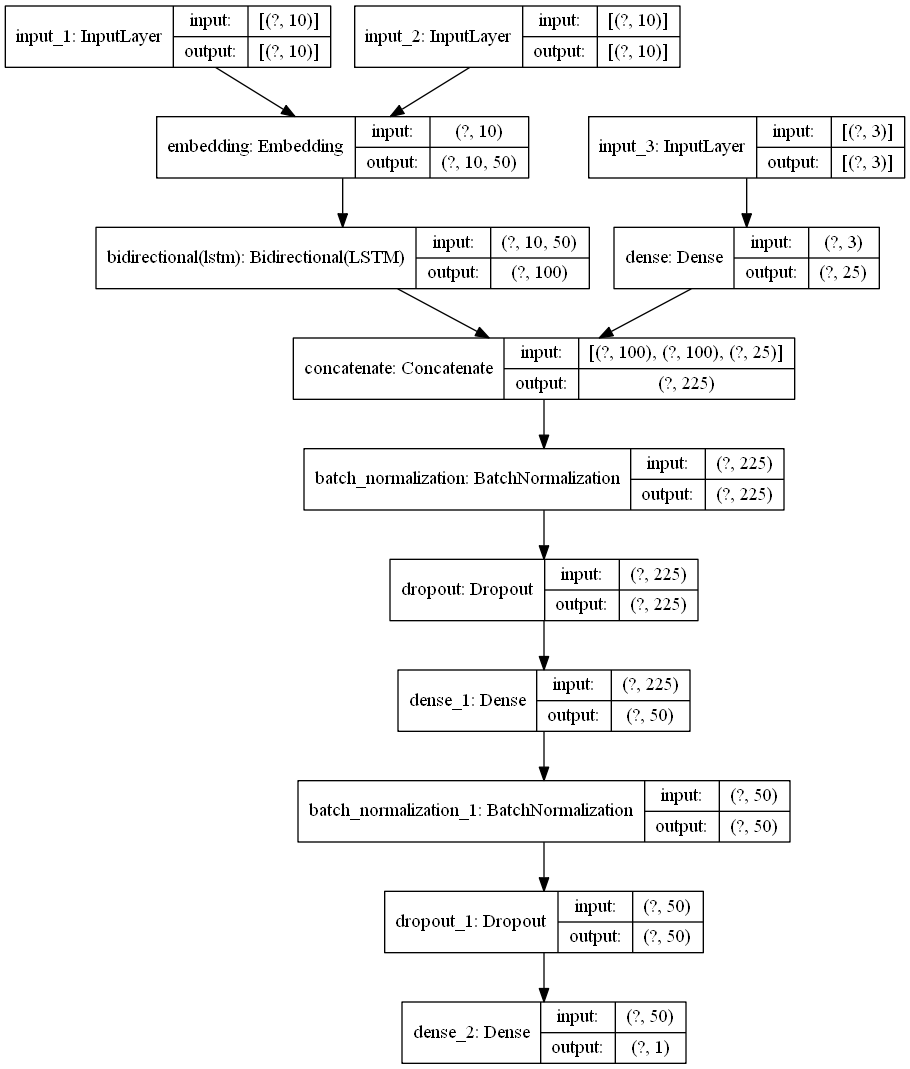 input_1: InputLayer
input: [(?, 10)]
output: [(?, 10)]
input_2: InputLayer
input: [(?, 10)]
output: [(?, 10)]
embedding: Embedding
input: (?, 10)
output: (?, 10, 50)
input_3: InputLayer
input: [(?, 3)]
output: [(?, 3)]
bidirectional(lstm): Bidirectional(LSTM)
input: (?, 10, 50)
output: (?, 100)
dense: Dense
input: (?, 3)
output: (?, 25)
concatenate: Concatenate
input: [(?, 100), (?, 100), (?, 25)]
output: (?, 225)
batch_normalization: BatchNormalization
input: (?, 225)
output: (?, 225)
dropout: Dropout
input: (?, 225)
output: (?, 225)
dense_1: Dense
input: (?, 225)
output: (?, 50)
batch_normalization_1: BatchNormalization
input: (?, 50)
output: (?, 50)
dropout_1: Dropout
input: (?, 50)
output: (?, 50)
dense_2: Dense
input: (?, 50)
output: (?, 1)